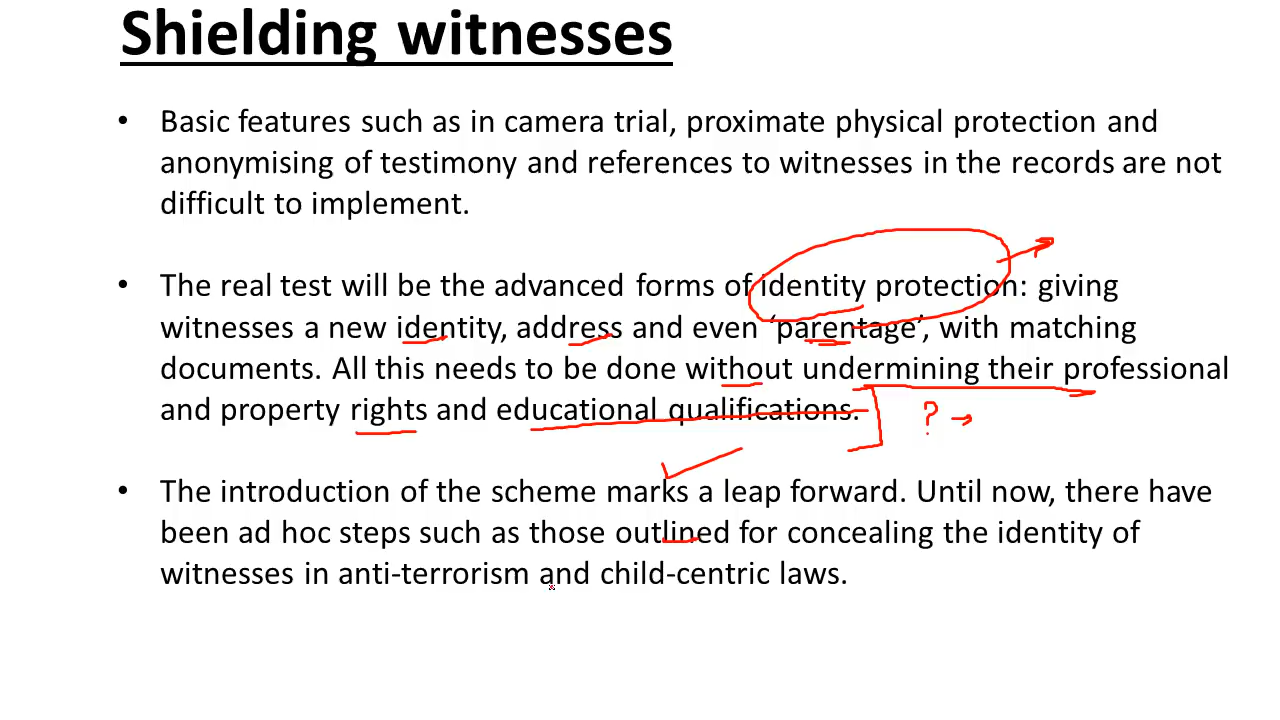 Shielding witnesses
• Basic features such as in camera trial, proximate physical protection and
anonymising of testimony and references to witnesses in the records are not
difficult to implement.
• The real test will be the advanced forms of identity protection: giving
witnesses a new identity, address and even ‘parentage’, with matching
documents. All this needs to be done without undermining their professional
and property rights and educational qualifications. ? →
• The introduction of the scheme marks a leap forward. Until now, there have
been ad hoc steps such as those outlined for concealing the identity of
witnesses in anti-terrorism and child-centric laws.